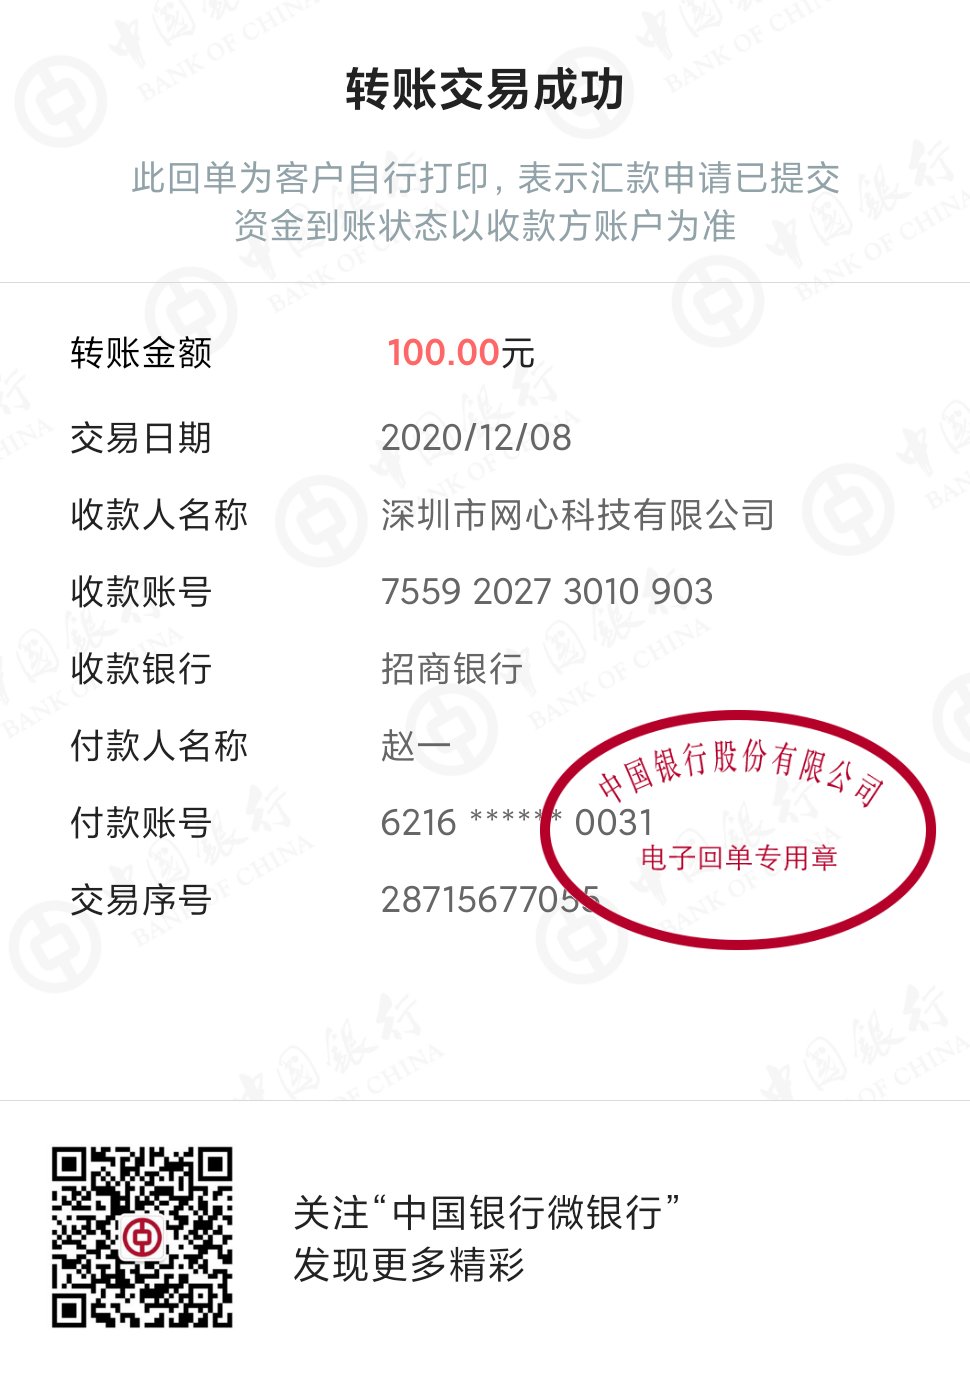 转账交易成功
此回单为客户自行打印，表示汇款申请已提交
资金到账状态以收款方账户为准
转账金额 100.00元
交易日期 2020/12/08
收款人名称 深圳市网心科技有限公司
收款账号 7559 2027 3010 903
收款银行 招商银行
付款人名称 赵一
中国银行股份有限公司
付款账号 6216 ****** 0031
电子回单专用章
交易序号 28715677055
关注“中国银行微银行”
发现更多精彩
中国银行
BANK OF CHINA